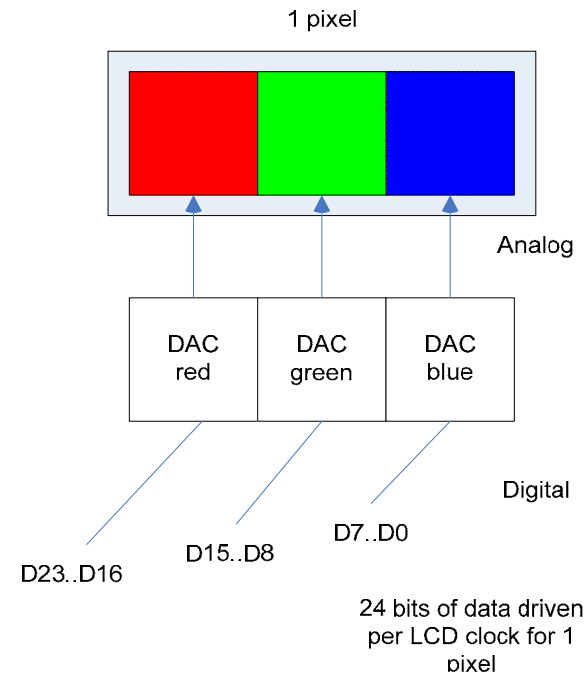 1 pixel
Analog
DAC
red
DAC
green
DAC
blue
Digital
D7..D0
D15..D8
D23..D16
24 bits of data driven
per LCD clock for 1
pixel